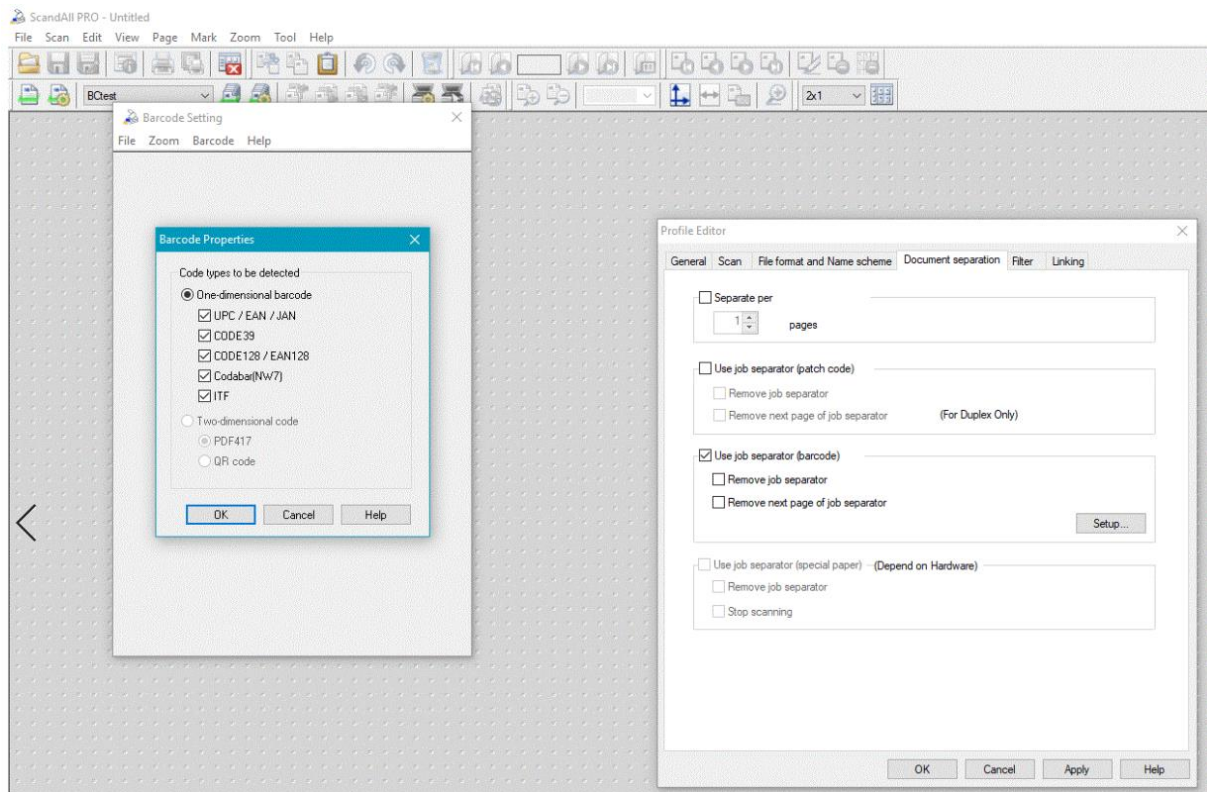 ScandAll PRO - Untitled
File Scan Edit View Page Mark Zoom Tool Help
BCtest
2x1
Barcode Setting
File Zoom Barcode Help
Barcode Properties
Code types to be detected
One-dimensional barcode
UPC / EAN / JAN
CODE39
CODE128 / EAN128
Codabar(NW7)
ITF
Two-dimensional code
PDF417
QR code
OK Cancel Help
Profile Editor
General Scan File format and Name scheme Document separation Filter Linking
Separate per
1 pages
Use job separator (patch code)
Remove job separator
Remove next page of job separator (For Duplex Only)
Use job separator (barcode)
Remove job separator
Remove next page of job separator
Setup...
Use job separator (special paper) (Depend on Hardware)
Remove job separator
Stop scanning
OK Cancel Apply Help